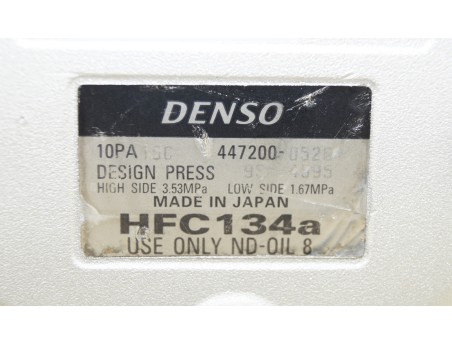 DENSO
10PA15C 447200-
DESIGN PRESS
HIGH SIDE 3.53MPa LOW SIDE 1.67MPa
MADE IN JAPAN
HFC134a
USE ONLY ND-OIL 8